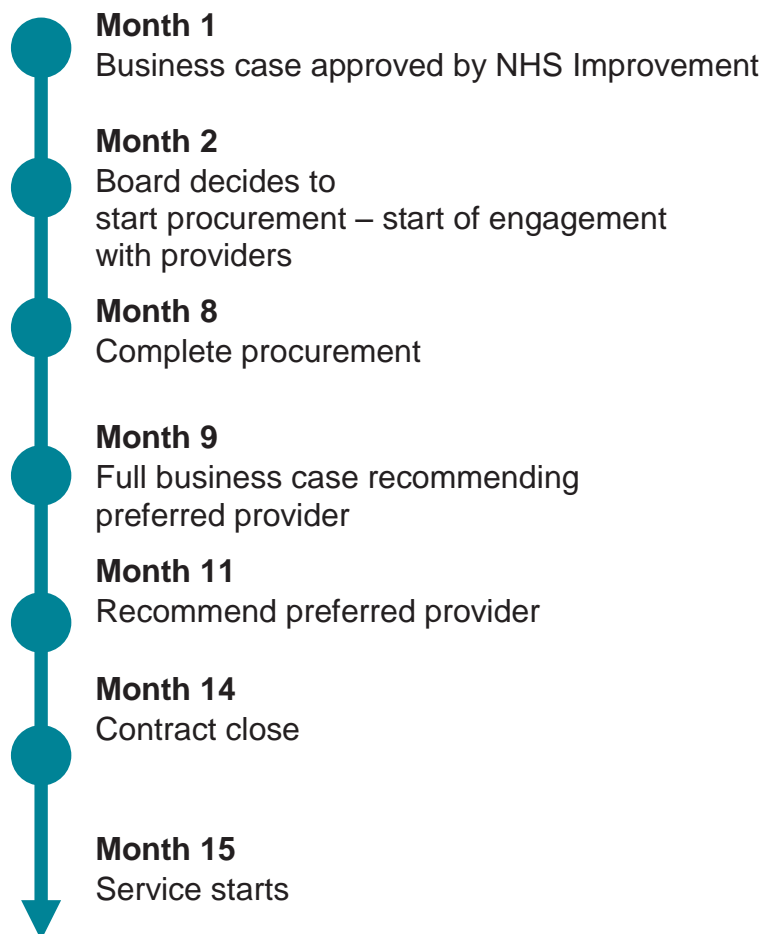 Month 1
Business case approved by NHS Improvement
Month 2
Board decides to
start procurement – start of engagement
with providers
Month 8
Complete procurement
Month 9
Full business case recommending
preferred provider
Month 11
Recommend preferred provider
Month 14
Contract close
Month 15
Service starts